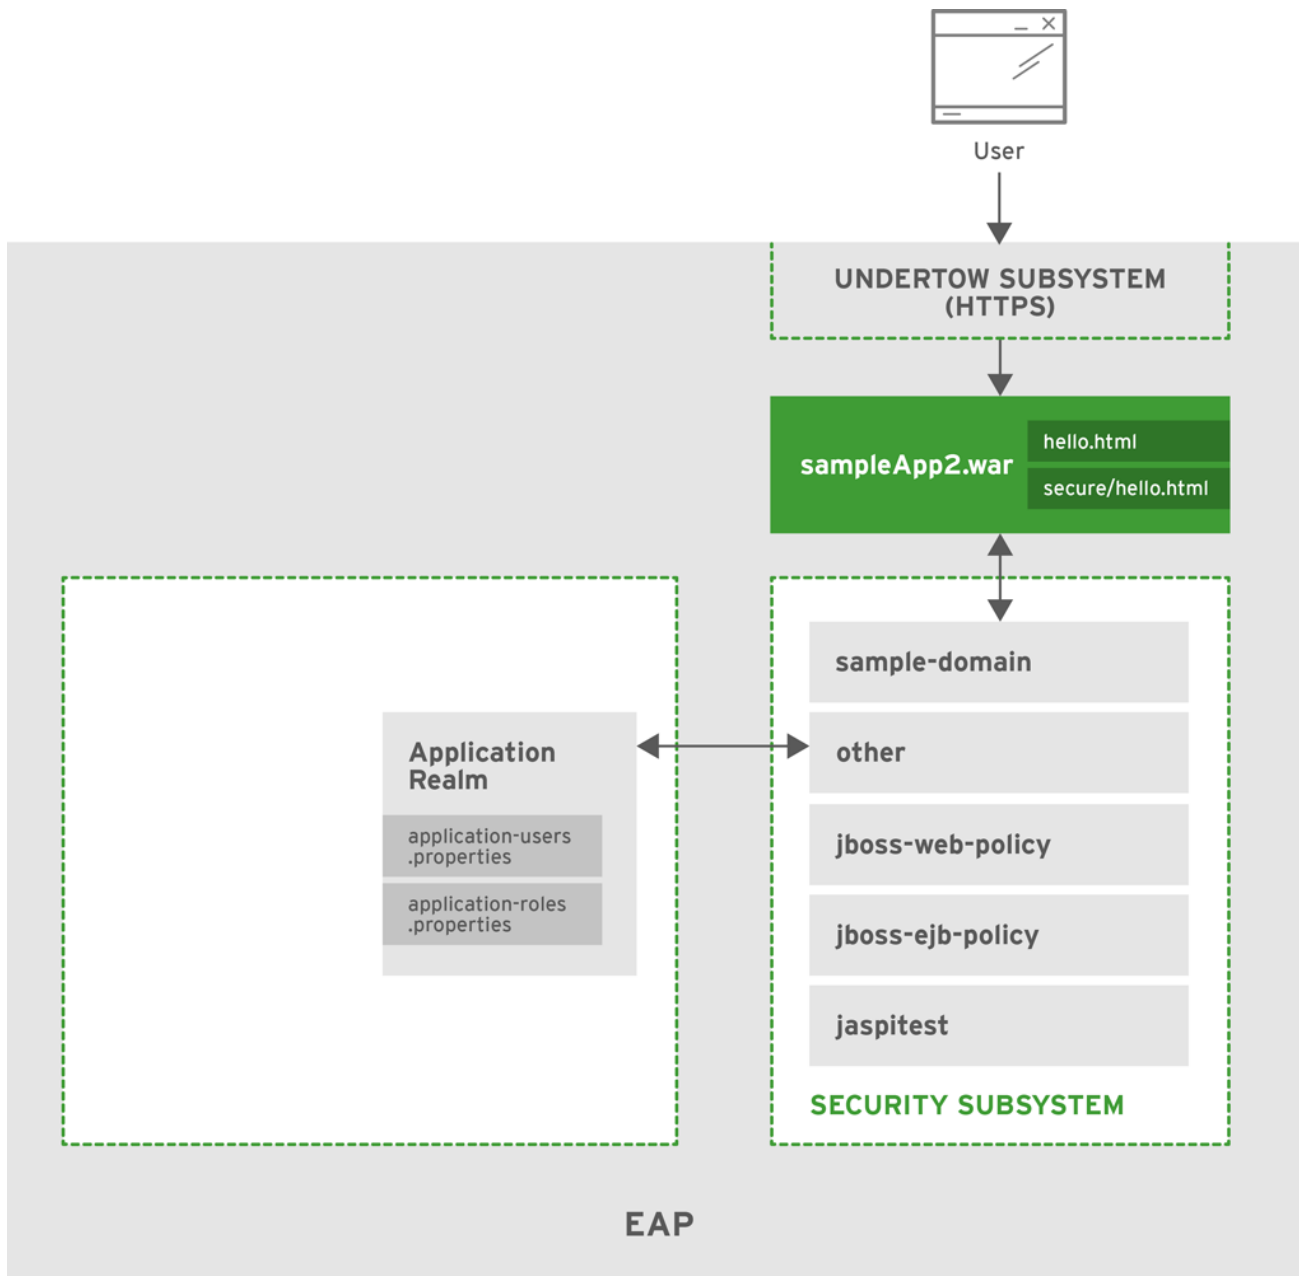 User
UNDERTOW SUBSYSTEM
(HTTPS)
sampleApp2.war
hello.html
secure/hello.html
sample-domain
other
jboss-web-policy
jboss-ejb-policy
jaspitest
SECURITY SUBSYSTEM
Application
Realm
application-users
.properties
application-roles
.properties
EAP